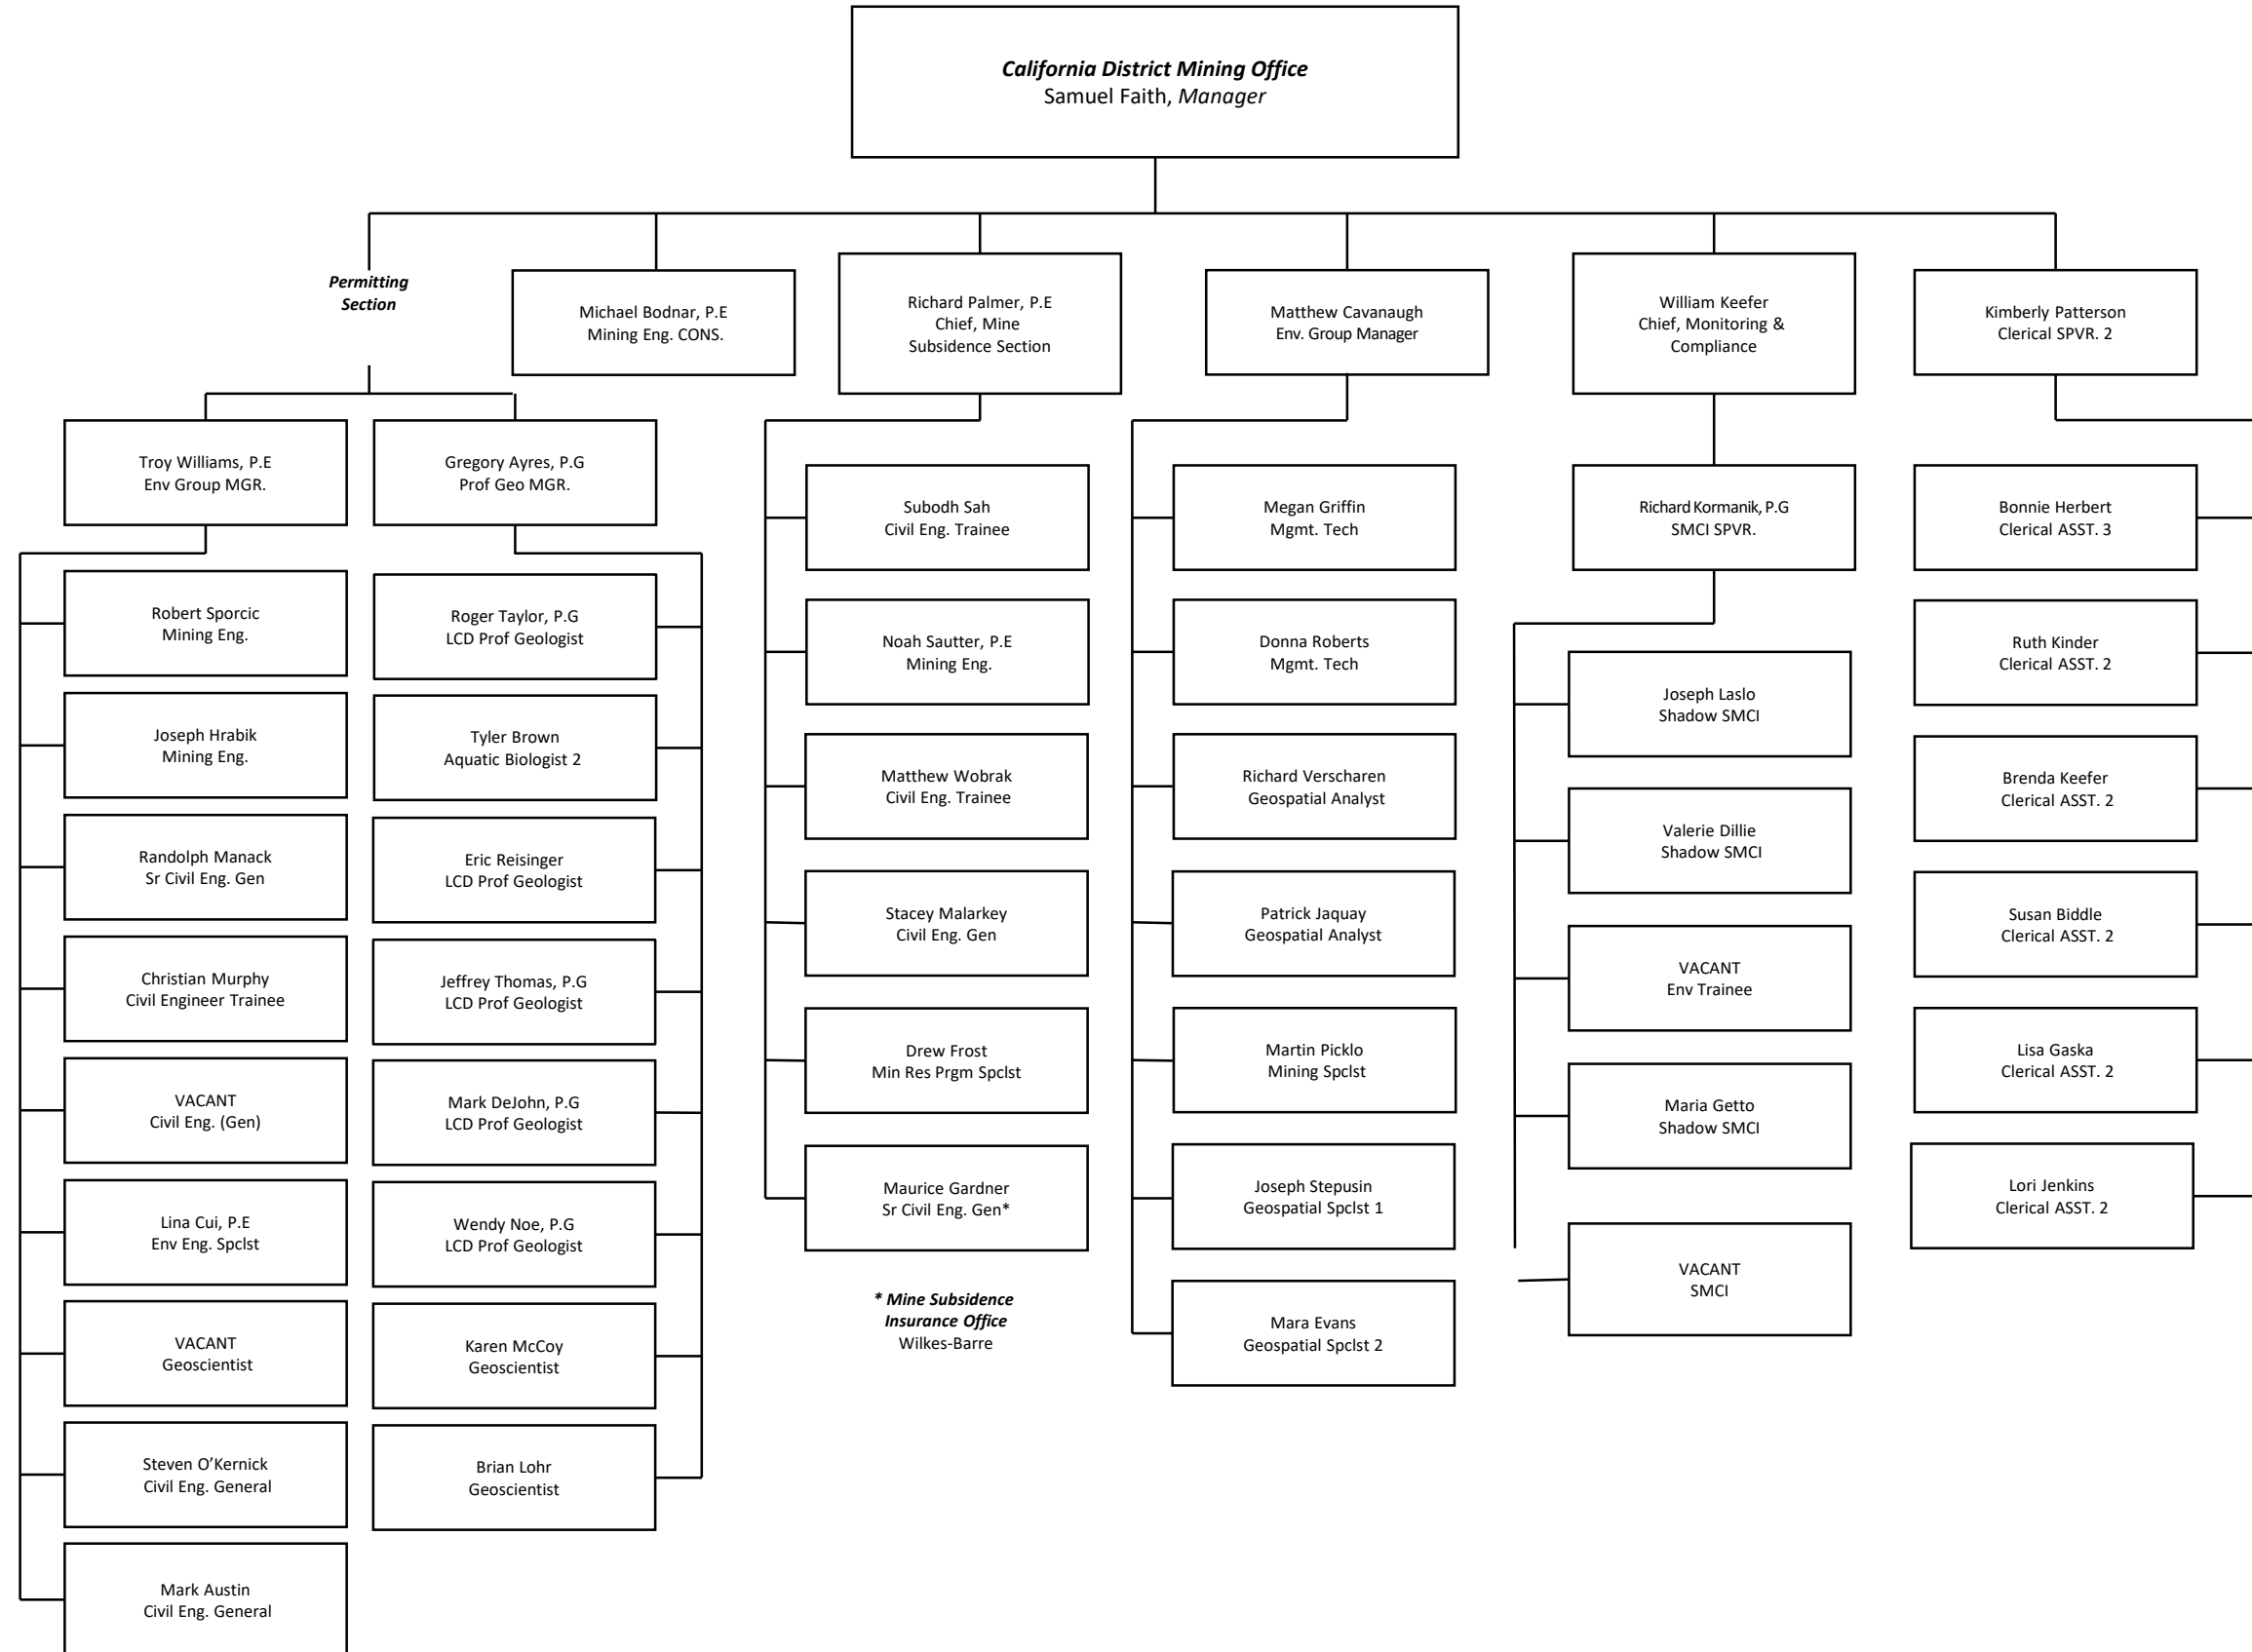 California District Mining Office
Samuel Faith, Manager
Permitting
Section
Michael Bodnar, P.E
Mining Eng. CONS.
Richard Palmer, P.E
Chief, Mine
Subsidence Section
Matthew Cavanaugh
Env. Group Manager
William Keefer
Chief, Monitoring &
Compliance
Kimberly Patterson
Clerical SPVR. 2
Troy Williams, P.E
Env Group MGR.
Gregory Ayres, P.G
Prof Geo MGR.
Robert Sporcic
Mining Eng.
Joseph Hrabik
Mining Eng.
Randolph Manack
Sr Civil Eng. Gen
Christian Murphy
Civil Engineer Trainee
VACANT
Civil Eng. (Gen)
Lina Cui, P.E
Env Eng. Spclst
VACANT
Geoscientist
Steven O’Kernick
Civil Eng. General
Mark Austin
Civil Eng. General
Roger Taylor, P.G
LCD Prof Geologist
Tyler Brown
Aquatic Biologist 2
Eric Reisinger
LCD Prof Geologist
Jeffrey Thomas, P.G
LCD Prof Geologist
Mark DeJohn, P.G
LCD Prof Geologist
Wendy Noe, P.G
LCD Prof Geologist
Karen McCoy
Geoscientist
Brian Lohr
Geoscientist
Subodh Sah
Civil Eng. Trainee
Noah Sautter, P.E
Mining Eng.
Matthew Wobrak
Civil Eng. Trainee
Stacey Malarkey
Civil Eng. Gen
Drew Frost
Min Res Prgm Spclst
Maurice Gardner
Sr Civil Eng. Gen*
* Mine Subsidence
Insurance Office
Wilkes-Barre
Megan Griffin
Mgmt. Tech
Donna Roberts
Mgmt. Tech
Richard Verscharen
Geospatial Analyst
Patrick Jaquay
Geospatial Analyst
Martin Picklo
Mining Spclst
Joseph Stepusin
Geospatial Spclst 1
Mara Evans
Geospatial Spclst 2
Richard Kormanik, P.G
SMCI SPVR.
Joseph Laslo
Shadow SMCI
Valerie Dillie
Shadow SMCI
VACANT
Env Trainee
Maria Getto
Shadow SMCI
VACANT
SMCI
Bonnie Herbert
Clerical ASST. 3
Ruth Kinder
Clerical ASST. 2
Brenda Keefer
Clerical ASST. 2
Susan Biddle
Clerical ASST. 2
Lisa Gaska
Clerical ASST. 2
Lori Jenkins
Clerical ASST. 2